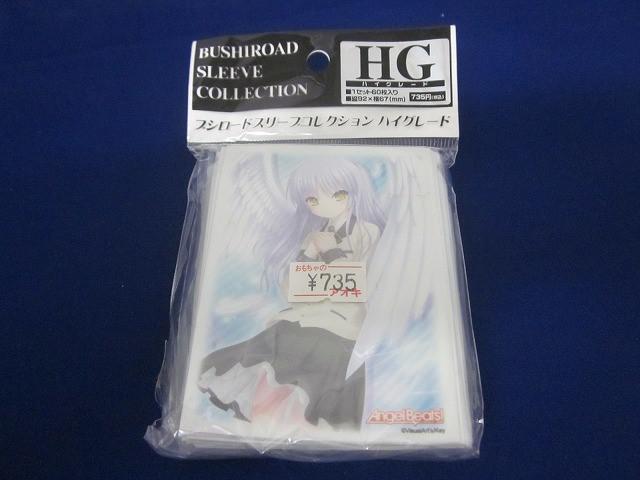 BUSHIROAD
SLEEVE
COLLECTION
HG
ハイグレード
■1セット60枚入り
■縦92×横67(mm)
735円(税込)
ブシロードスリーブコレクション ハイグレード
おもちゃの
¥735
アオキ
Angel Beats!
©VisualArt's/Key